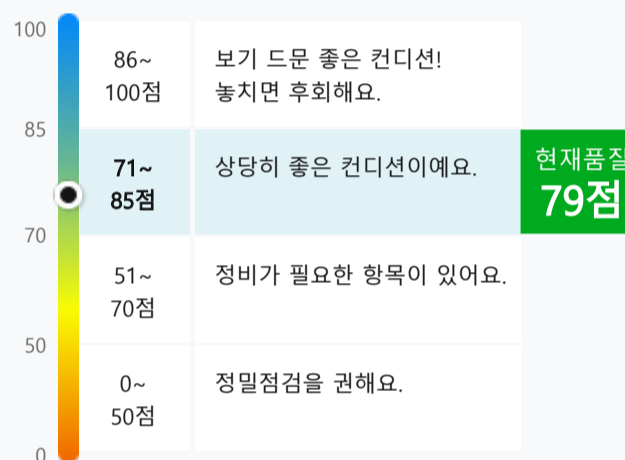 100
86~
100점
보기 드문 좋은 컨디션!
놓치면 후회해요.
85
71~
85점
상당히 좋은 컨디션이예요.
현재품질
79점
70
51~
70점
정비가 필요한 항목이 있어요.
50
0~
50점
정밀점검을 권해요.
0